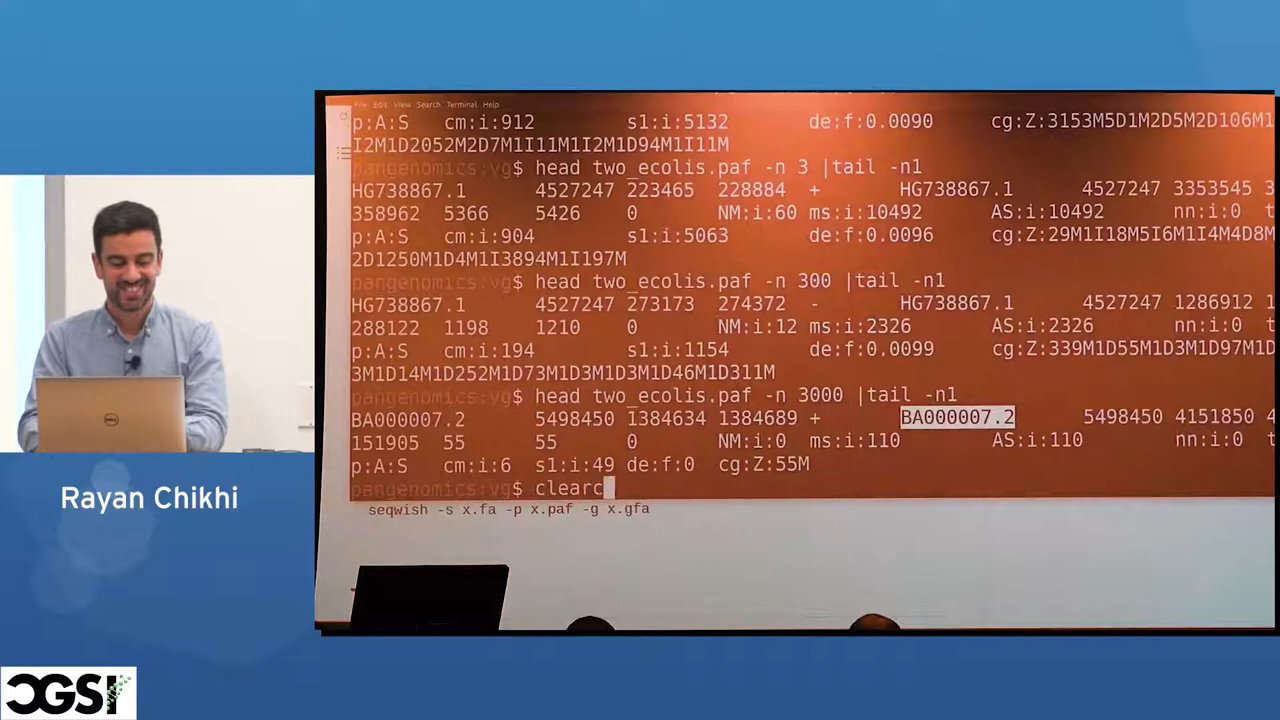 File Edit View Search Terminal Help
p:A:S cm:i:912 s1:i:5132 de:f:0.0090 cg:Z:3153M5D1M2D5M2D106M1
I2M1D2052M2D7M1I11M1I2M1D94M1I11M
pangenomics:vg$ head two_ecolis.paf -n 3 |tail -n1
HG738867.1 4527247 223465 228884 + HG738867.1 4527247 3353545 3
358962 5366 5426 0 NM:i:60 ms:i:10492 AS:i:10492 nn:i:0 t
p:A:S cm:i:904 s1:i:5063 de:f:0.0096 cg:Z:29M1I18M5I6M1I4M4D8M
2D1250M1D4M1I3894M1I197M
pangenomics:vg$ head two_ecolis.paf -n 300 |tail -n1
HG738867.1 4527247 273173 274372 - HG738867.1 4527247 1286912 1
288122 1198 1210 0 NM:i:12 ms:i:2326 AS:i:2326 nn:i:0 t
p:A:S cm:i:194 s1:i:1154 de:f:0.0099 cg:Z:339M1D55M1D3M1D97M1D
3M1D14M1D252M1D73M1D3M1D3M1D46M1D311M
pangenomics:vg$ head two_ecolis.paf -n 3000 |tail -n1
BA000007.2 5498450 1384634 1384689 + BA000007.2 5498450 4151850 4
151905 55 55 0 NM:i:0 ms:i:110 AS:i:110 nn:i:0 t
p:A:S cm:i:6 s1:i:49 de:f:0 cg:Z:55M
pangenomics:vg$ clearc
seqwish -s x.fa -p x.paf -g x.gfa
Rayan Chikhi
CGSI